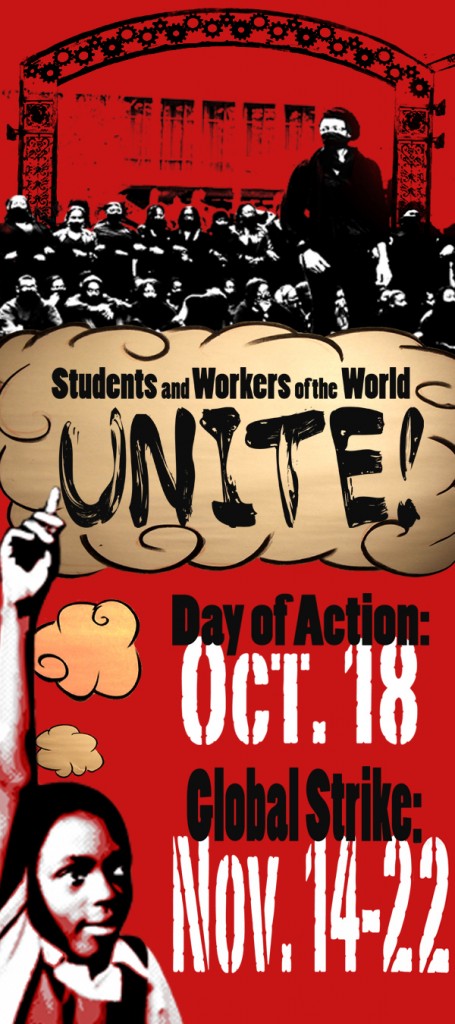 Students and Workers of the World
UNITE!
Day of Action:
Oct. 18
Global Strike:
Nov. 14-22